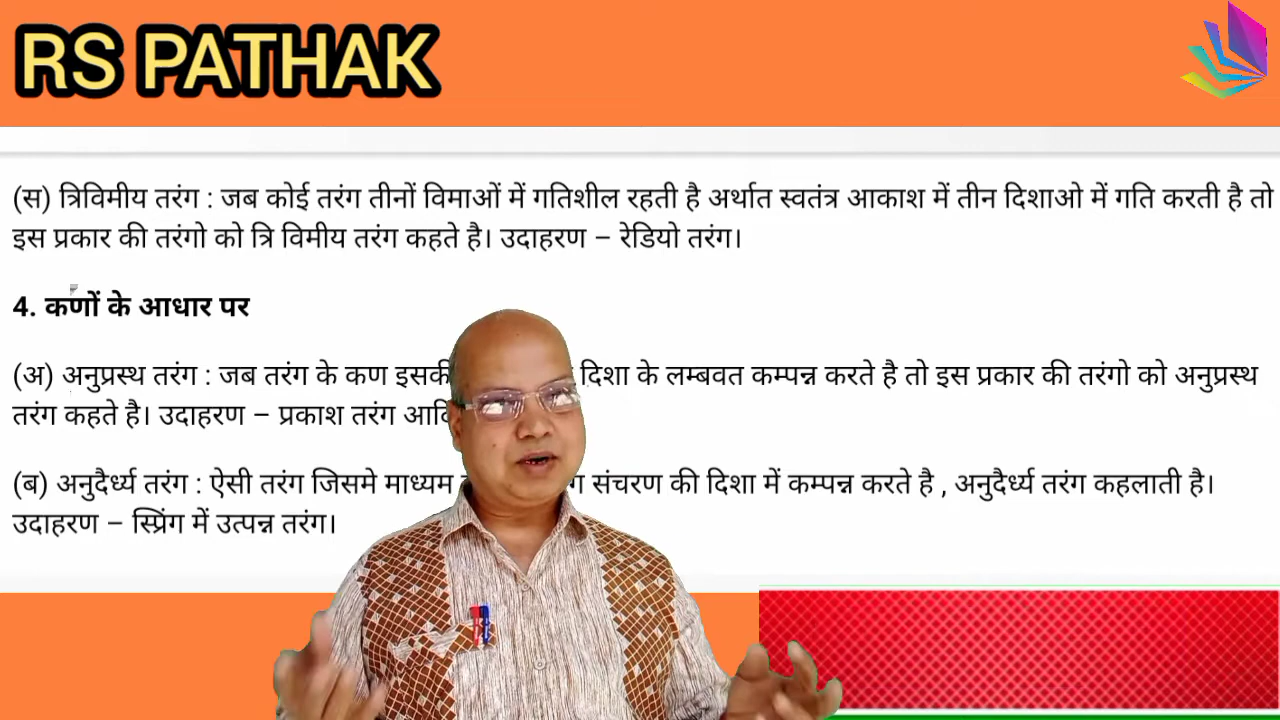 RS PATHAK
(स) त्रिविमीय तरंग : जब कोई तरंग तीनों विमाओं में गतिशील रहती है अर्थात स्वतंत्र आकाश में तीन दिशाओ में गति करती है तो
इस प्रकार की तरंगो को त्रि विमीय तरंग कहते है। उदाहरण – रेडियो तरंग।
4. कणों के आधार पर
(अ) अनुप्रस्थ तरंग : जब तरंग के कण इसकी दिशा के लम्बवत कम्पन्न करते है तो इस प्रकार की तरंगो को अनुप्रस्थ
तरंग कहते है। उदाहरण – प्रकाश तरंग
(ब) अनुदैर्ध्य तरंग : ऐसी तरंग जिसमे माध्यम संचरण की दिशा में कम्पन्न करते है , अनुदैर्ध्य तरंग कहलाती है।
उदाहरण – स्प्रिंग में उत्पन्न तरंग।